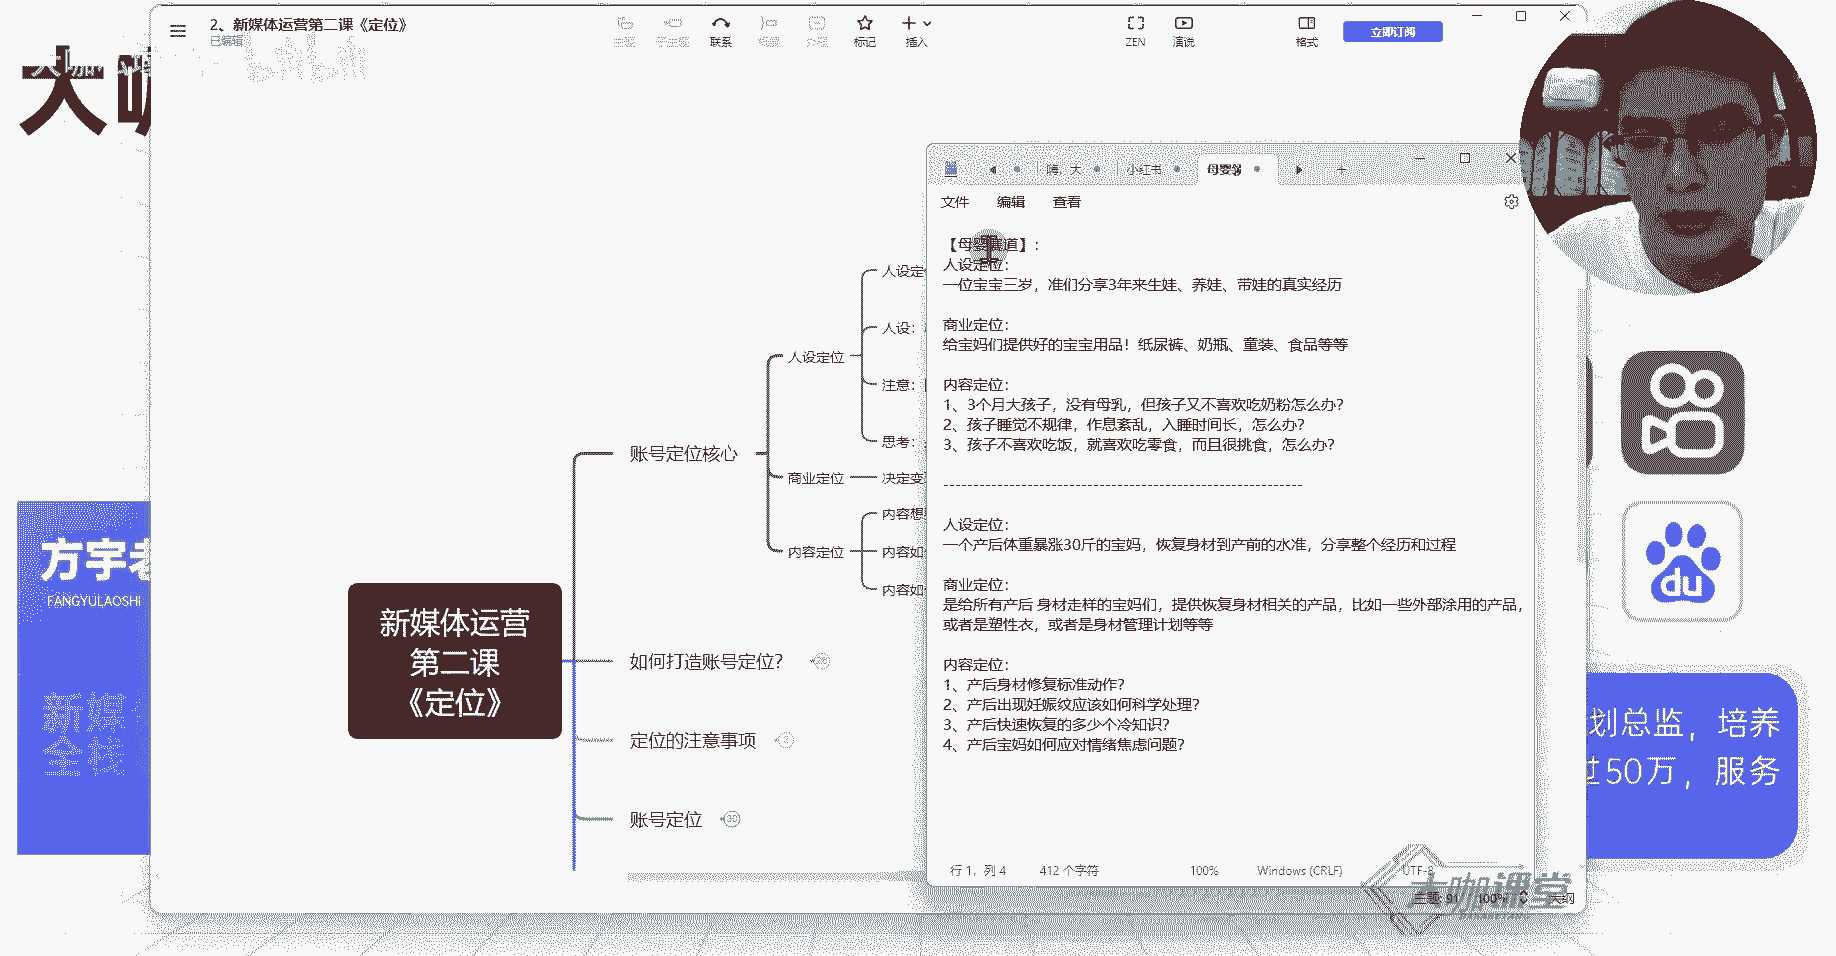 2、新媒体运营第二课《定位》
已编辑
联系
标记
插入
ZEN
演说
格式
立即订阅
大咖
方宇老
FANGYULAOSHI
新媒
全栈
新媒体运营
第二课
《定位》
账号定位核心
人设定位
人设定
人设：
注意：
思考：
商业定位
决定变
内容定位
内容想
内容如
内容如
如何打造账号定位？
26
定位的注意事项
账号定位
30
嗨，大
小红书
母婴
文件
编辑
查看
【母婴赛道】：
人设定位：
一位宝宝三岁，准们分享3年来生娃、养娃、带娃的真实经历
商业定位：
给宝妈们提供好的宝宝用品！纸尿裤、奶瓶、童装、食品等等
内容定位：
1、3个月大孩子，没有母乳，但孩子又不喜欢吃奶粉怎么办？
2、孩子睡觉不规律，作息紊乱，入睡时间长，怎么办？
3、孩子不喜欢吃饭，就喜欢吃零食，而且很挑食，怎么办？
------------------------------------------------------------
人设定位：
一个产后体重暴涨30斤的宝妈，恢复身材到产前的水准，分享整个经历和过程
商业定位：
是给所有产后 身材走样的宝妈们，提供恢复身材相关的产品，比如一些外部涂用的产品，
或者是塑性衣，或者是身材管理计划等等
内容定位：
1、产后身材修复标准动作？
2、产后出现妊娠纹应该如何科学处理？
3、产后快速恢复的多少个冷知识？
4、产后宝妈如何应对情绪焦虑问题？
行 1，列 4
412 个字符
100%
Windows (CRLF)
UTF-8
主题: 91
100%
大纲
大咖课堂
du
划总监，培养
过50万，服务